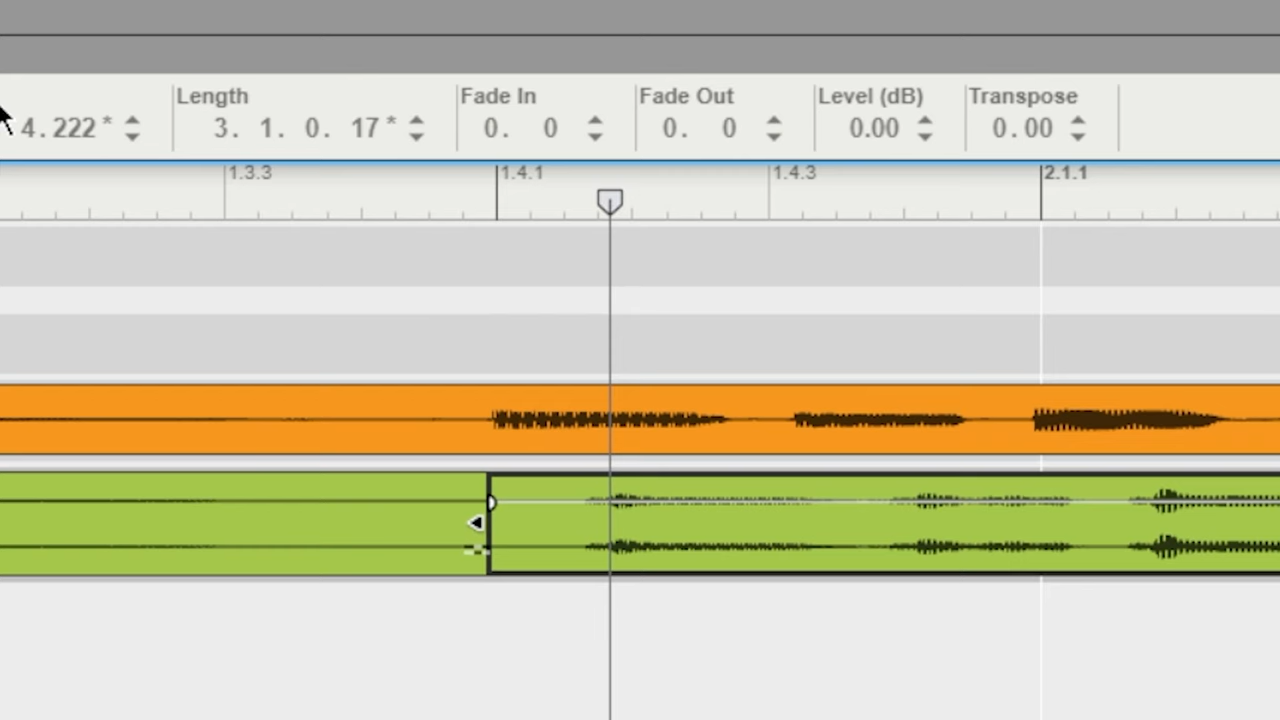 Length Fade In Fade Out Level (dB) Transpose
4.222 * 3. 1. 0. 17 * 0. 0 0. 0 0.00 0.00
1.3.3 1.4.1 1.4.3 2.1.1